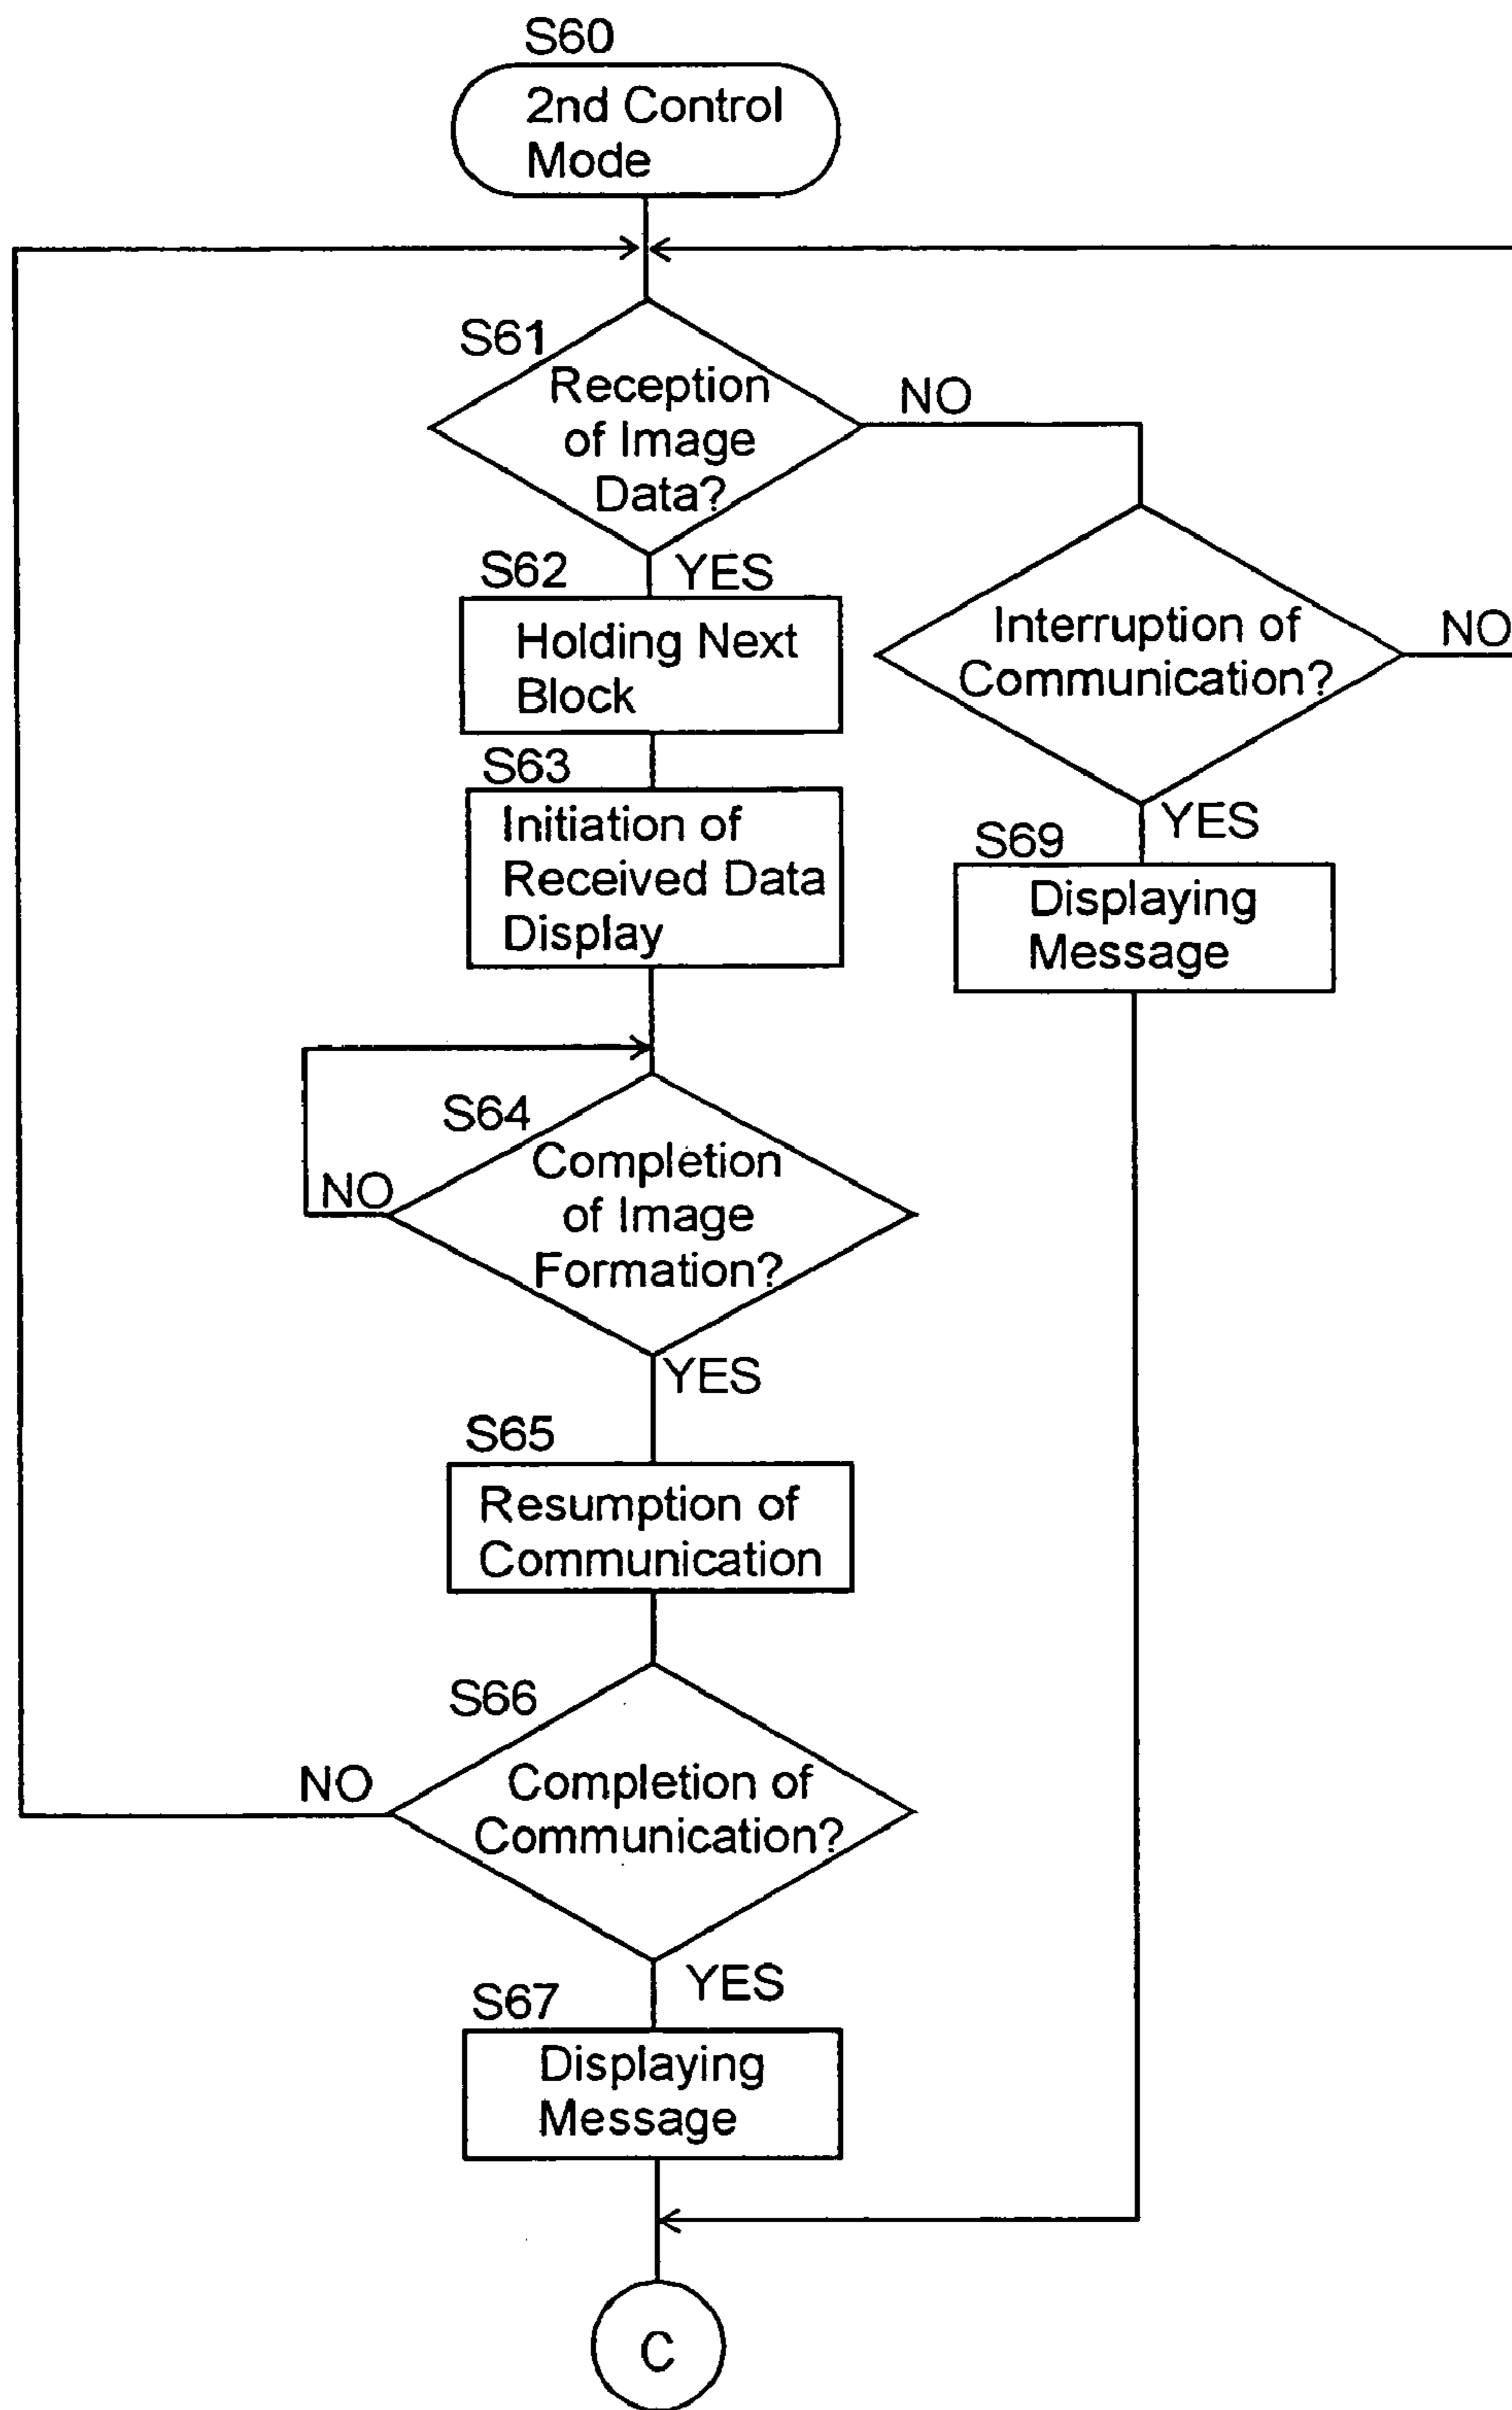 S60
2nd Control
Mode
S61
Reception
of Image
Data?
NO
YES
S62
Holding Next
Block
Interruption of
Communication?
NO
YES
S63
Initiation of
Received Data
Display
S69
Displaying
Message
S64
Completion
of Image
Formation?
NO
YES
S65
Resumption of
Communication
S66
Completion of
Communication?
NO
YES
S67
Displaying
Message
C